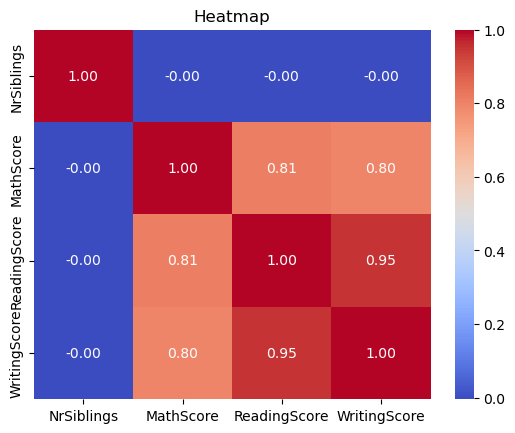 Heatmap
NrSiblings 1.00 -0.00 -0.00 -0.00
MathScore -0.00 1.00 0.81 0.80
ReadingScore -0.00 0.81 1.00 0.95
WritingScore -0.00 0.80 0.95 1.00
NrSiblings MathScore ReadingScore WritingScore
1.0
0.8
0.6
0.4
0.2
0.0